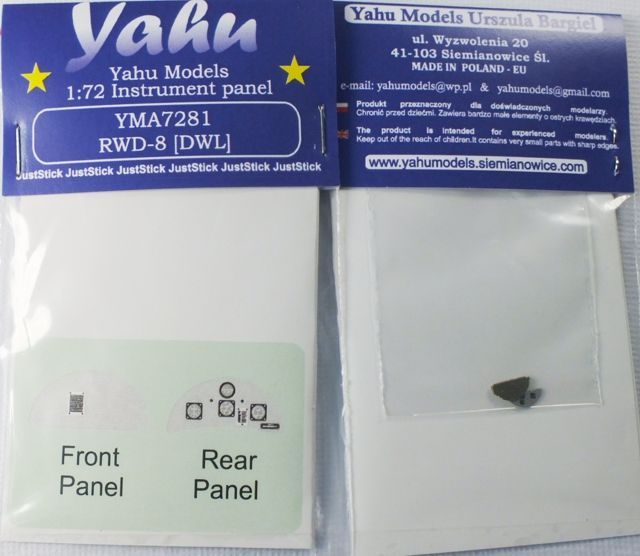 Yahu
Yahu Models
1:72 Instrument panel
YMA7281
RWD-8 [DWL]
JustStick JustStick JustStick JustStick JustStick JustStick
Front
Panel
Rear
Panel
Yahu Models Urszula Bargiel
ul. Wyzwolenia 20
41-103 Siemianowice Śl.
MADE IN POLAND - EU
e-mail: yahumodels@wp.pl & yahumodels@gmail.com
Produkt przeznaczony dla doświadczonych modelarzy.
Chronić przed dziećmi. Zawiera bardzo małe elementy o ostrych krawędziach.
The product is intended for experienced modelers.
Keep out of the reach of children.It contains very small parts with sharp edges.
www.yahumodels.siemianowice.com